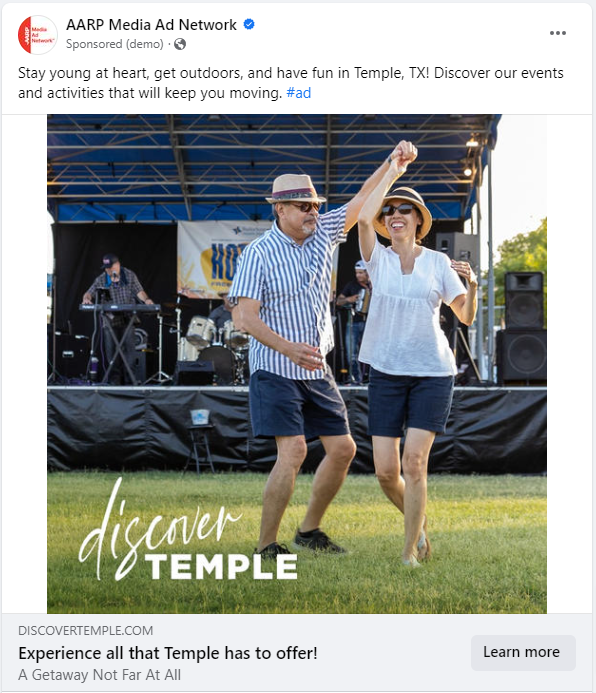 AARP Media Ad Network
AARP Media Ad Network
Sponsored (demo) ·
Stay young at heart, get outdoors, and have fun in Temple, TX! Discover our events
and activities that will keep you moving. #ad
discover
TEMPLE
DISCOVERTEMPLE.COM
Experience all that Temple has to offer!
Learn more
A Getaway Not Far At All